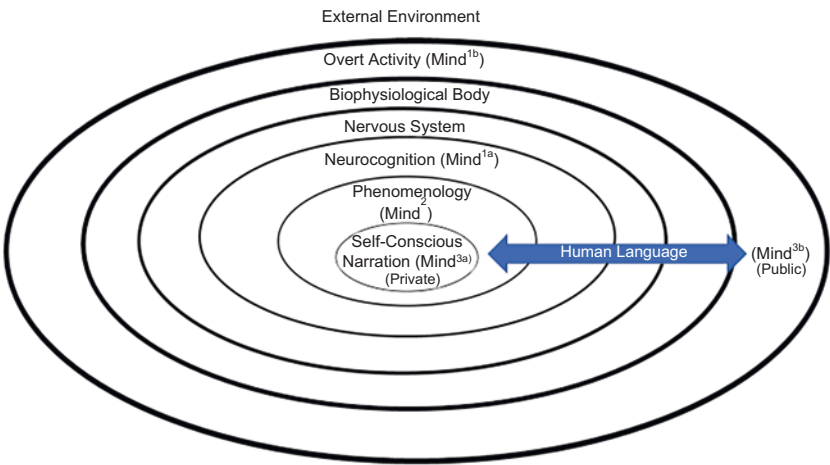 External Environment
Overt Activity (Mind¹ᵇ)
Biophysiological Body
Nervous System
Neurocognition (Mind¹ᵃ)
Phenomenology
(Mind²)
Self-Conscious
Narration (Mind³ᵃ)
(Private)
Human Language
(Mind³ᵇ)
(Public)